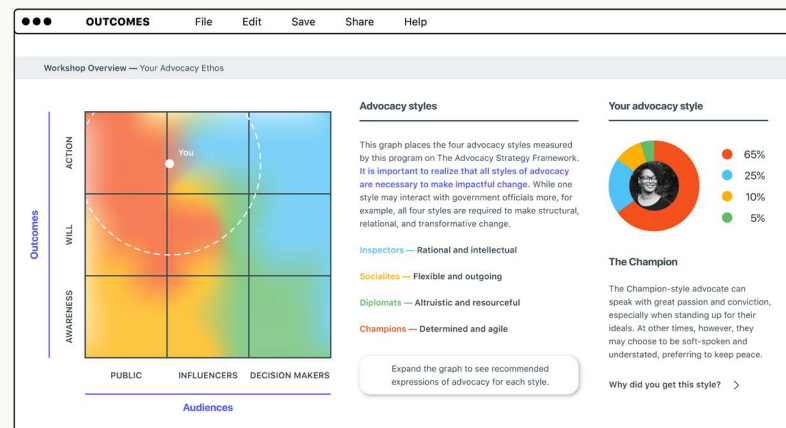 OUTCOMES File Edit Save Share Help
Workshop Overview — Your Advocacy Ethos
Outcomes
ACTION
WILL
AWARENESS
You
PUBLIC INFLUENCERS DECISION MAKERS
Audiences
Advocacy styles
This graph places the four advocacy styles measured
by this program on The Advocacy Strategy Framework.
It is important to realize that all styles of advocacy
are necessary to make impactful change. While one
style may interact with government officials more, for
example, all four styles are required to make structural,
relational, and transformative change.
Inspectors — Rational and intellectual
Socialites — Flexible and outgoing
Diplomats — Altruistic and resourceful
Champions — Determined and agile
Expand the graph to see recommended
expressions of advocacy for each style.
Your advocacy style
65%
25%
10%
5%
The Champion
The Champion-style advocate can
speak with great passion and conviction,
especially when standing up for their
ideals. At other times, however, they
may choose to be soft-spoken and
understated, preferring to keep peace.
Why did you get this style?